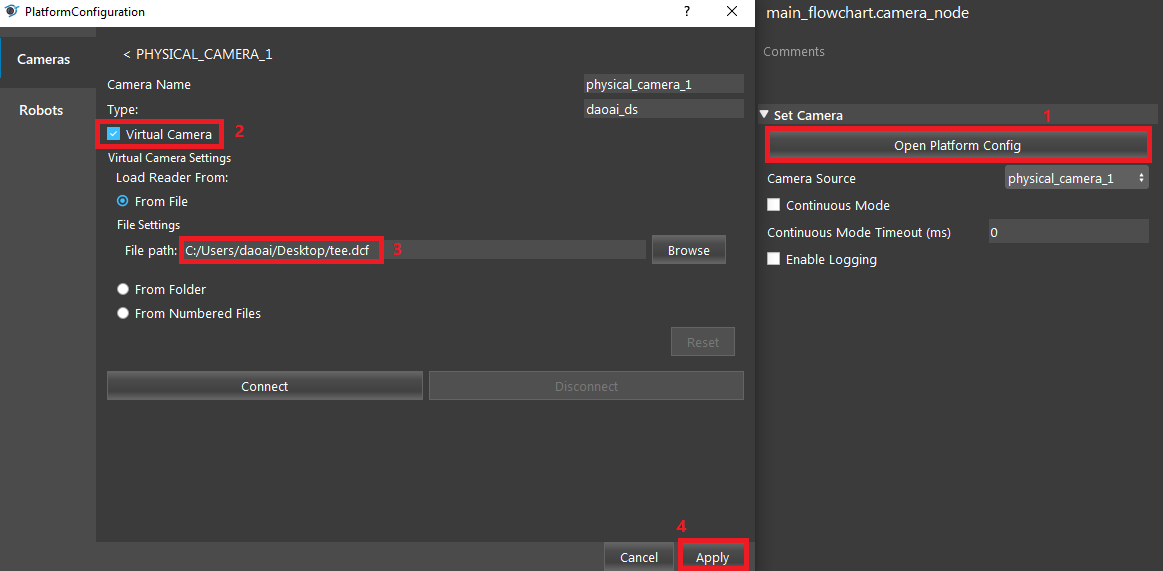 PlatformConfiguration
?
Cameras
Robots
< PHYSICAL_CAMERA_1
Camera Name
physical_camera_1
Type:
daoai_ds
Virtual Camera
2
Virtual Camera Settings
Load Reader From:
From File
File Settings
File path:
C:/Users/daoai/Desktop/tee.dcf
3
Browse
From Folder
From Numbered Files
Reset
Connect
Disconnect
4
Cancel
Apply
main_flowchart.camera_node
Comments
Set Camera
1
Open Platform Config
Camera Source
physical_camera_1
Continuous Mode
Continuous Mode Timeout (ms)
0
Enable Logging